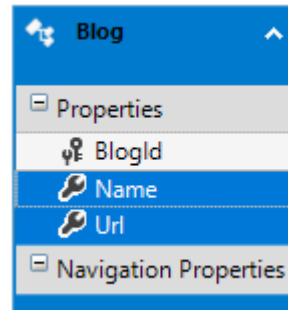 Blog
Properties
BlogId
Name
Url
Navigation Properties